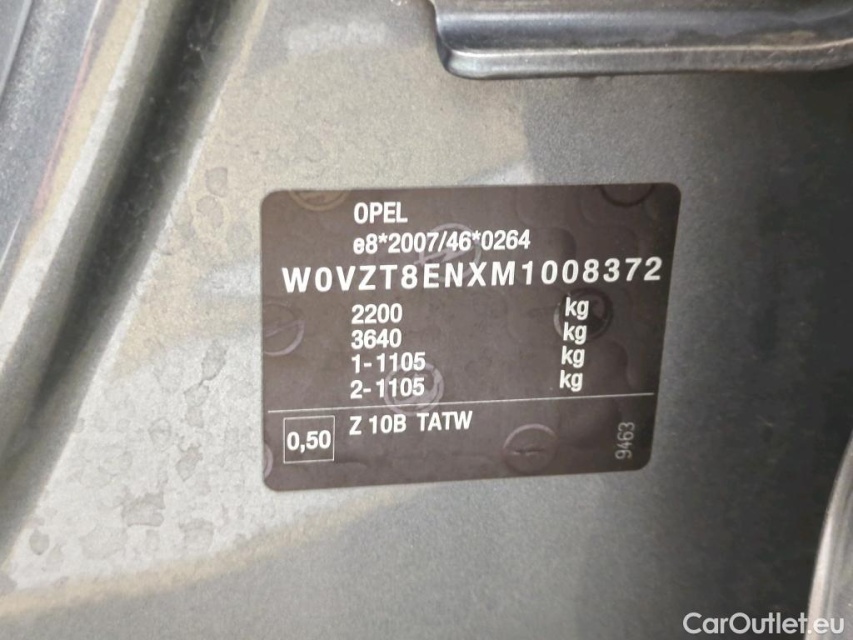 OPEL
e8*2007/46*0264
W0VZT8ENXM1008372
2200 kg
3640 kg
1-1105 kg
2-1105 kg
0,50 Z 10B TATW
9463
CarOutlet.eu